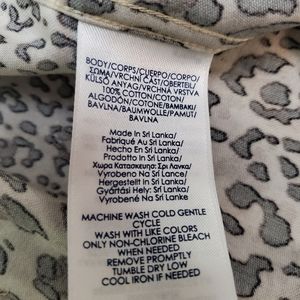 BODY/CORPS/CUERPO/CORPO/
ΣΩΜΑ/VRCHNÍ ČÁST/OBERTEIL/
KÜLSŐ ANYAG/VRCHNÁ VRSTVA
100% COTTON/COTON/
ALGODÓN/COTONE/ΒΑΜΒΑΚΙ/
BAVLNA/BAUMWOLLE/PAMUT/
BAVLNA
Made In Sri Lanka/
Fabriqué Au Sri Lanka/
Hecho En Sri Lanka/
Prodotto In Sri Lanka/
Χωρα Κατασκευης: Σρι Λανκα/
Vyrobeno Na Srí Lance/
Hergestellt In Sri Lanka/
Gyártási Hely: Sri Lanka/
Vyrobené Na Srí Lanke
MACHINE WASH COLD GENTLE
CYCLE
WASH WITH LIKE COLORS
ONLY NON-CHLORINE BLEACH
WHEN NEEDED
REMOVE PROMPTLY
TUMBLE DRY LOW
COOL IRON IF NEEDED